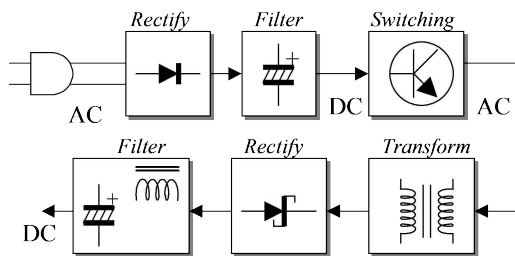 Rectify Filter Switching
AC DC AC
Filter Rectify Transform
DC